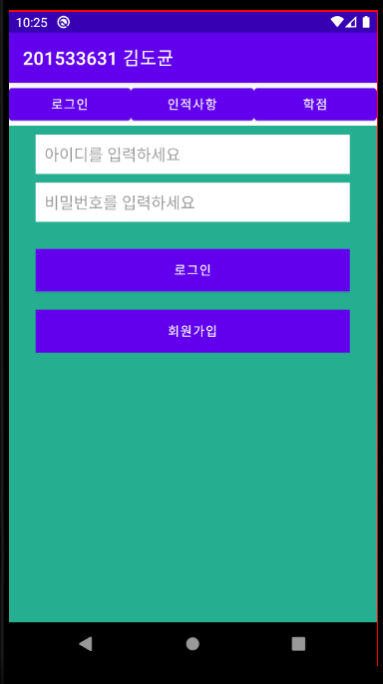 10:25
201533631 김도균
로그인 인적사항 학점
아이디를 입력하세요
비밀번호를 입력하세요
로그인
회원가입